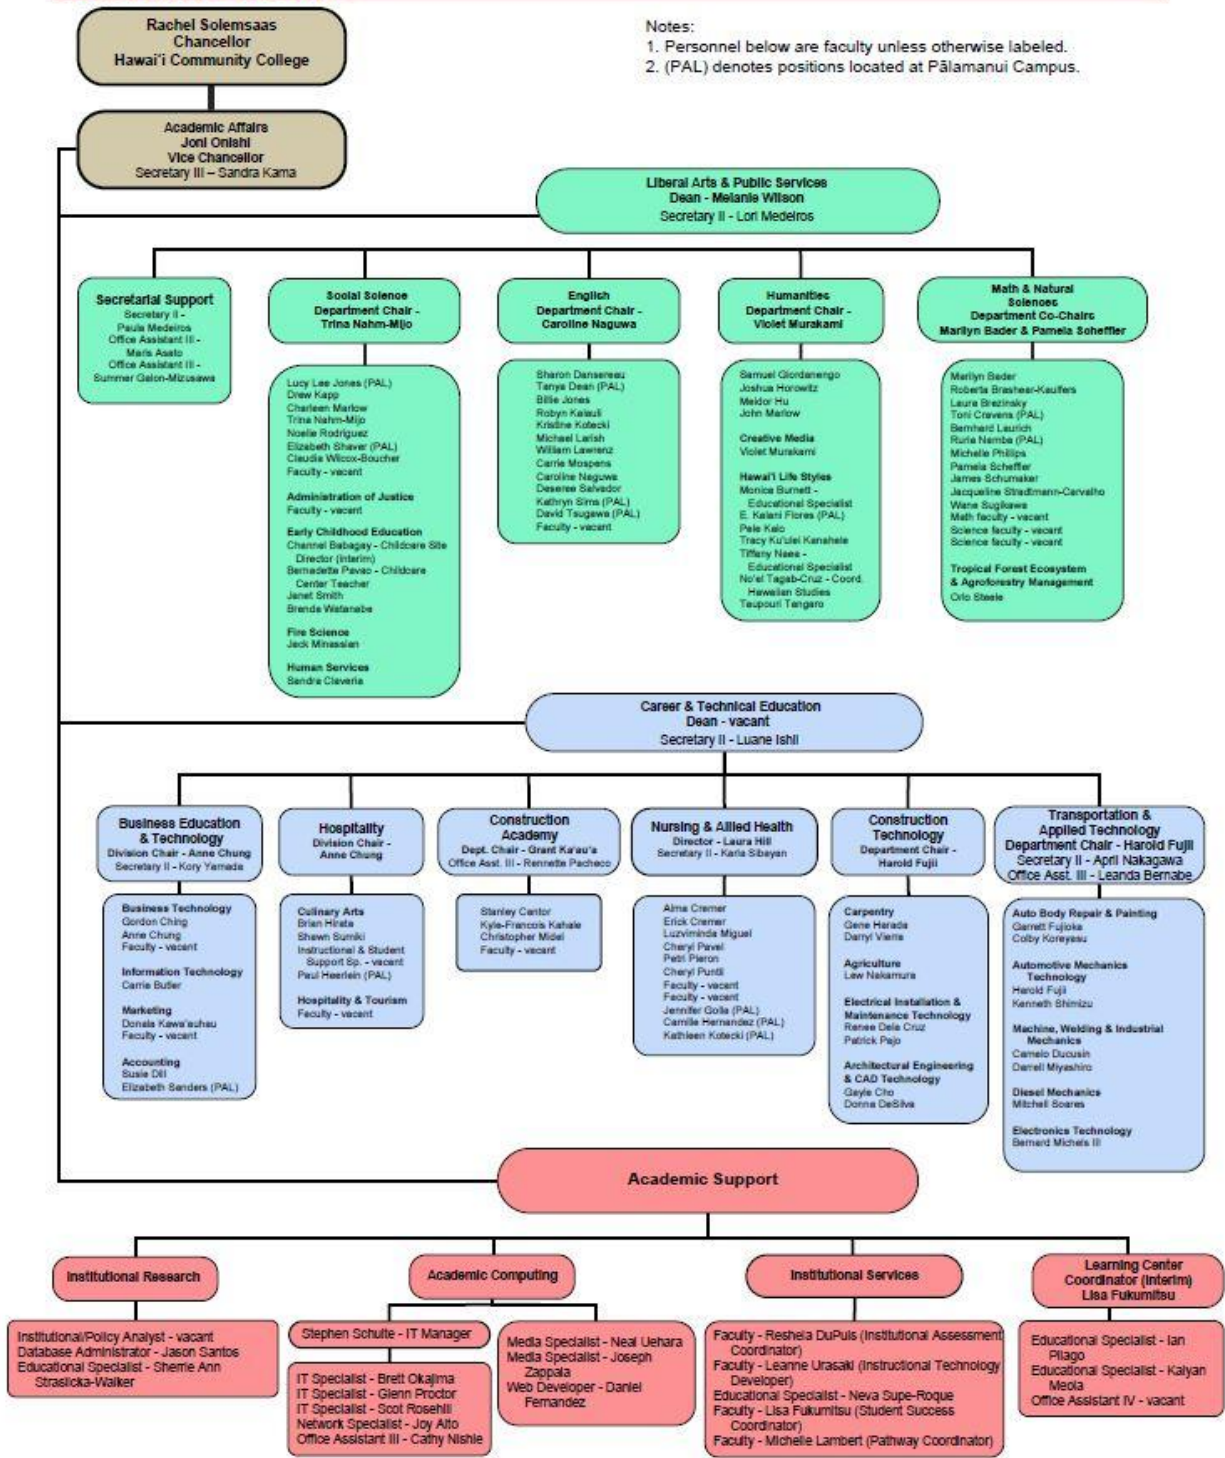 Rachel Solemsaas
Chancellor
Hawai'i Community College
Notes:
1. Personnel below are faculty unless otherwise labeled.
2. (PAL) denotes positions located at Pālamanui Campus.
Academic Affairs
Joni Onishi
Vice Chancellor
Secretary III – Sandra Kama
Liberal Arts & Public Services
Dean - Melanie Wilson
Secretary II - Lori Medeiros
Secretarial Support
Secretary II -
Paula Medeiros
Office Assistant III -
Maris Asato
Office Assistant III -
Summer Galon-Mizusawa
Social Science
Department Chair -
Trina Nahm-Mijo
Lucy Lee Jones (PAL)
Drew Kapp
Charleen Marlow
Trina Nahm-Mijo
Noelie Rodriguez
Elizabeth Shaver (PAL)
Claudia Wilcox-Boucher
Faculty - vacant
Administration of Justice
Faculty - vacant
Early Childhood Education
Channel Babagay - Childcare Site
Director (Interim)
Bernadette Pavao - Childcare
Center Teacher
Janet Smith
Brenda Watanabe
Fire Science
Jack Minassian
Human Services
Sandra Claveria
English
Department Chair -
Caroline Naguwa
Sharon Dansereau
Tanya Dean (PAL)
Billie Jones
Robyn Kalauli
Kristine Kotecki
Michael Larish
William Lawrenz
Carrie Mospens
Caroline Naguwa
Deseree Salvador
Kathryn Sims (PAL)
David Tsugawa (PAL)
Faculty - vacant
Humanities
Department Chair -
Violet Murakami
Samuel Giordanengo
Joshua Horowitz
Meidor Hu
John Marlow
Creative Media
Violet Murakami
Hawai'i Life Styles
Monica Burnett -
Educational Specialist
E. Kalani Flores (PAL)
Pele Kaio
Tracy Ku'ulei Kanahele
Tiffany Naea -
Educational Specialist
No'el Tagab-Cruz - Coord.
Hawaiian Studies
Taupouri Tangaro
Math & Natural
Sciences
Department Co-Chairs
Marilyn Bader & Pamela Scheffler
Marilyn Bader
Roberta Brashear-Kaulfers
Laura Brezinsky
Toni Cravens (PAL)
Bernhard Laurich
Ruria Namba (PAL)
Michelle Phillips
Pamela Scheffler
James Schumaker
Jacqueline Stradtmann-Carvalho
Wane Sugikawa
Math faculty - vacant
Science faculty - vacant
Science faculty - vacant
Tropical Forest Ecosystem
& Agroforestry Management
Orlo Steele
Career & Technical Education
Dean - vacant
Secretary II - Luane Ishii
Business Education
& Technology
Division Chair - Anne Chung
Secretary II - Kory Yamada
Business Technology
Gordon Ching
Anne Chung
Faculty - vacant
Information Technology
Carrie Butler
Marketing
Donala Kawa'auhau
Faculty - vacant
Accounting
Susie Dill
Elizabeth Sanders (PAL)
Hospitality
Division Chair -
Anne Chung
Culinary Arts
Brian Hirata
Shawn Sumiki
Instructional & Student
Support Sp. - vacant
Paul Heerlein (PAL)
Hospitality & Tourism
Faculty - vacant
Construction
Academy
Dept. Chair - Grant Ka'au'a
Office Asst. III - Rennette Pacheco
Stanley Cantor
Kyle-Francois Kahale
Christopher Midel
Faculty - vacant
Nursing & Allied Health
Director - Laura Hill
Secretary II - Karla Sibayan
Alma Cremer
Erick Cremer
Luzviminda Miguel
Cheryl Pavel
Petri Pieron
Cheryl Puntil
Faculty - vacant
Faculty - vacant
Jennifer Golla (PAL)
Camille Hernandez (PAL)
Kathleen Kotecki (PAL)
Construction
Technology
Department Chair -
Harold Fujii
Carpentry
Gene Harada
Darryl Vierra
Agriculture
Lew Nakamura
Electrical Installation &
Maintenance Technology
Renee Dela Cruz
Patrick Pajo
Architectural Engineering
& CAD Technology
Gayle Cho
Donna DeSilva
Transportation &
Applied Technology
Department Chair - Harold Fujii
Secretary II - April Nakagawa
Office Asst. III - Leanda Bernabe
Auto Body Repair & Painting
Garrett Fujioka
Colby Koreyasu
Automotive Mechanics
Technology
Harold Fujii
Kenneth Shimizu
Machine, Welding & Industrial
Mechanics
Camelo Ducusin
Darrell Miyashiro
Diesel Mechanics
Mitchell Soares
Electronics Technology
Bernard Michels III
Academic Support
Institutional Research
Institutional/Policy Analyst - vacant
Database Administrator - Jason Santos
Educational Specialist - Sherrie Ann
Straslicka-Walker
Academic Computing
Stephen Schulte - IT Manager
IT Specialist - Brett Okajima
IT Specialist - Glenn Proctor
IT Specialist - Scot Rosehill
Network Specialist - Joy Alto
Office Assistant III - Cathy Nishie
Media Specialist - Neal Uehara
Media Specialist - Joseph
Zappala
Web Developer - Daniel
Fernandez
Institutional Services
Faculty - Reshela DuPuis (Institutional Assessment
Coordinator)
Faculty - Leanne Urasaki (Instructional Technology
Developer)
Educational Specialist - Neva Supe-Roque
Faculty - Lisa Fukumitsu (Student Success
Coordinator)
Faculty - Michelle Lambert (Pathway Coordinator)
Learning Center
Coordinator (Interim)
Lisa Fukumitsu
Educational Specialist - Ian
Pilago
Educational Specialist - Kalyan
Meola
Office Assistant IV - vacant